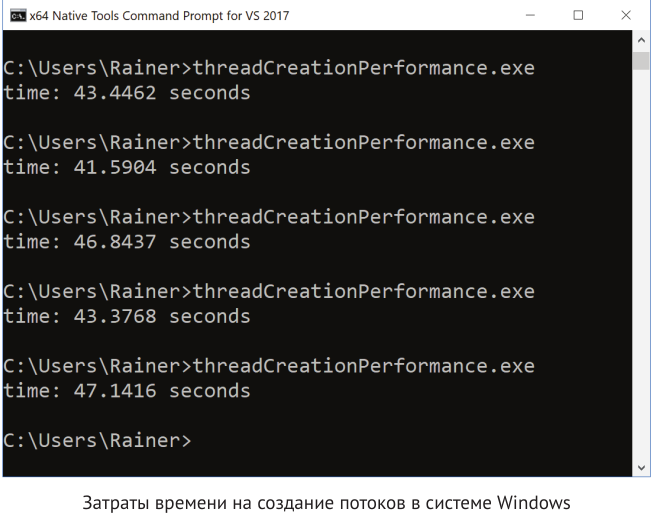 x64 Native Tools Command Prompt for VS 2017
C:\Users\Rainer>threadCreationPerformance.exe
time: 43.4462 seconds
C:\Users\Rainer>threadCreationPerformance.exe
time: 41.5904 seconds
C:\Users\Rainer>threadCreationPerformance.exe
time: 46.8437 seconds
C:\Users\Rainer>threadCreationPerformance.exe
time: 43.3768 seconds
C:\Users\Rainer>threadCreationPerformance.exe
time: 47.1416 seconds
C:\Users\Rainer>
Затраты времени на создание потоков в системе Windows